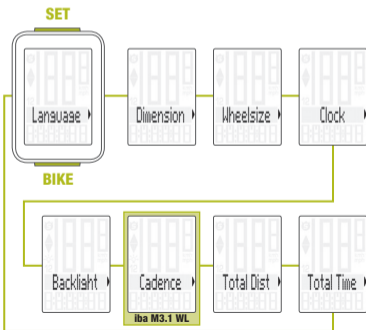 SET
Language
Dimension
Wheelsize
Clock
BIKE
Backlight
Cadence
Total Dist
Total Time
iba M3.1 WL